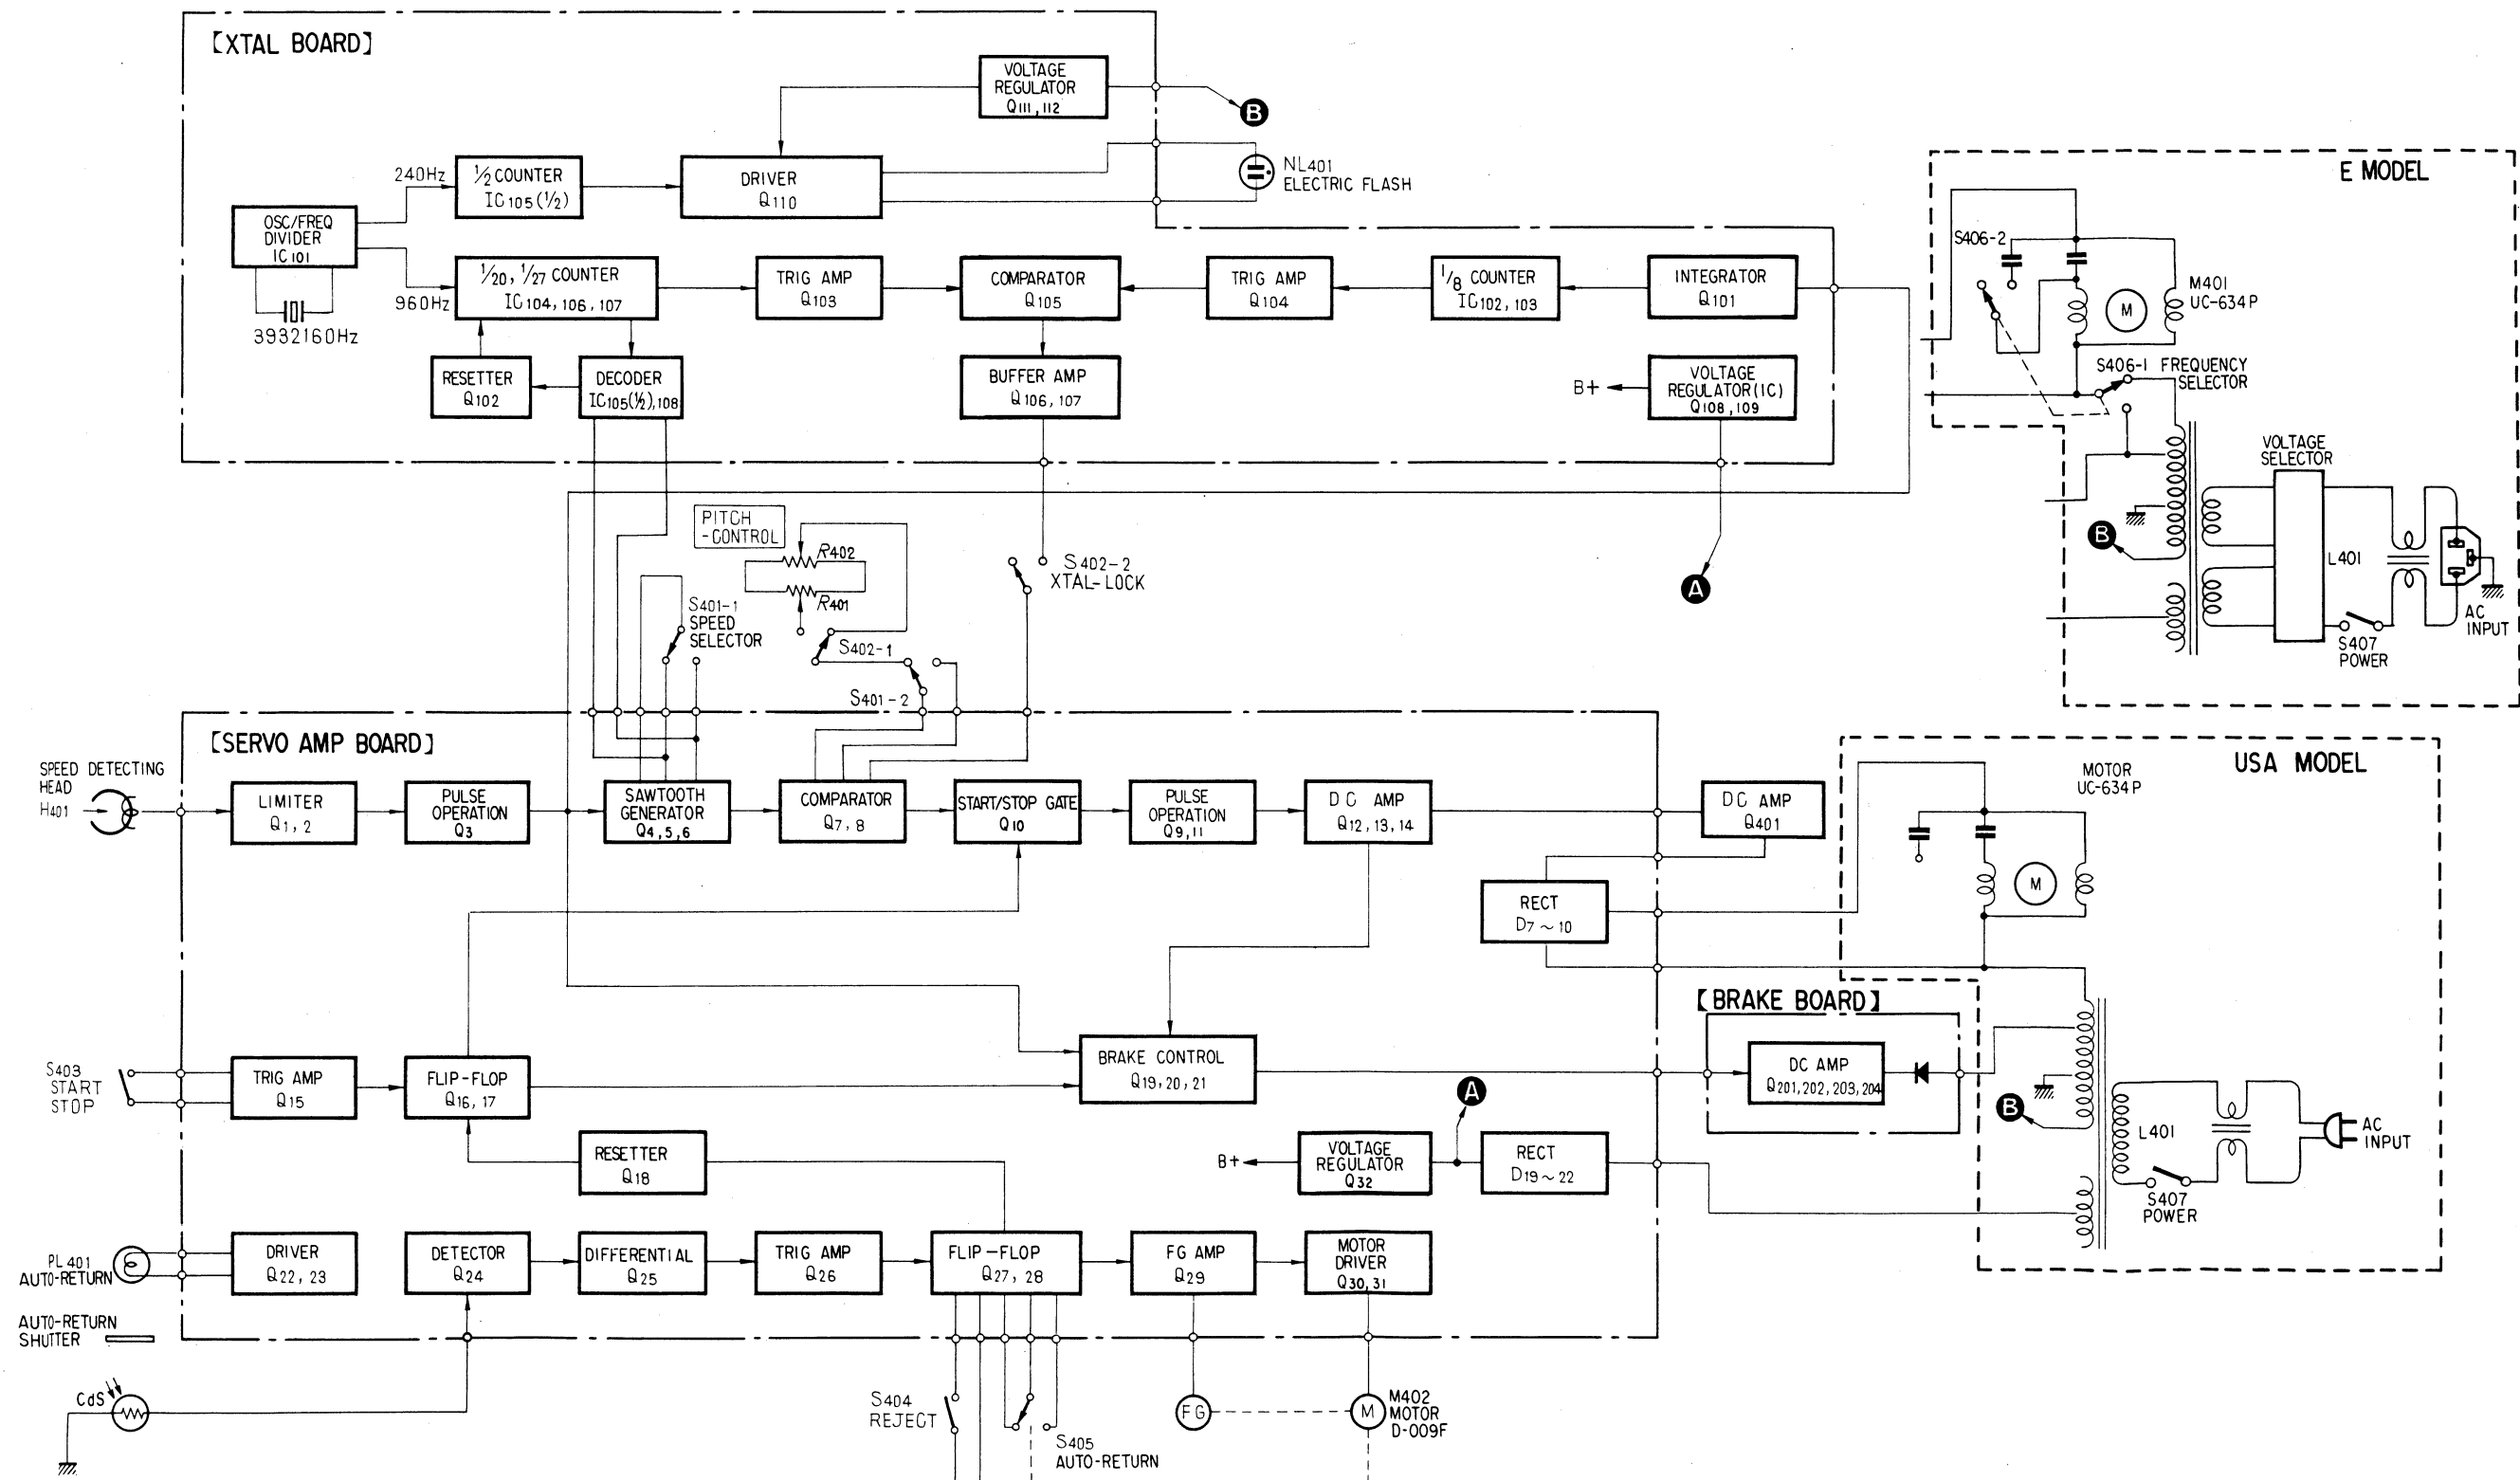 【XTAL BOARD】
VOLTAGE
REGULATOR
Q111, 112
B
NL401
ELECTRIC FLASH
240Hz
1/2 COUNTER
IC105(1/2)
DRIVER
Q110
OSC/FREQ
DIVIDER
IC101
3932160Hz
960Hz
1/20, 1/27 COUNTER
IC104, 106, 107
TRIG AMP
Q103
COMPARATOR
Q105
TRIG AMP
Q104
1/8 COUNTER
IC102, 103
INTEGRATOR
Q101
RESETTER
Q102
DECODER
IC105(1/2), 108
BUFFER AMP
Q106, 107
B+
VOLTAGE
REGULATOR(IC)
Q108, 109
A
E MODEL
S406-2
M
M401
UC-634P
S406-1 FREQUENCY
SELECTOR
VOLTAGE
SELECTOR
B
L401
AC
INPUT
S407
POWER
PITCH
-CONTROL
R402
R401
S401-1
SPEED
SELECTOR
S402-1
S401-2
S402-2
XTAL-LOCK
【SERVO AMP BOARD】
SPEED DETECTING
HEAD
H401
LIMITER
Q1, 2
PULSE
OPERATION
Q3
SAWTOOTH
GENERATOR
Q4, 5, 6
COMPARATOR
Q7, 8
START/STOP GATE
Q10
PULSE
OPERATION
Q9, 11
DC AMP
Q12, 13, 14
DC AMP
Q401
RECT
D7~10
USA MODEL
MOTOR
UC-634P
M
【BRAKE BOARD】
DC AMP
Q201, 202, 203, 204
B
L401
AC
INPUT
S407
POWER
S403
START
STOP
TRIG AMP
Q15
FLIP-FLOP
Q16, 17
BRAKE CONTROL
Q19, 20, 21
A
RESETTER
Q18
B+
VOLTAGE
REGULATOR
Q32
RECT
D19~22
PL401
AUTO-RETURN
DRIVER
Q22, 23
DETECTOR
Q24
DIFFERENTIAL
Q25
TRIG AMP
Q26
FLIP-FLOP
Q27, 28
FG AMP
Q29
MOTOR
DRIVER
Q30, 31
AUTO-RETURN
SHUTTER
CdS
S404
REJECT
S405
AUTO-RETURN
FG
M
M402
MOTOR
D-009F